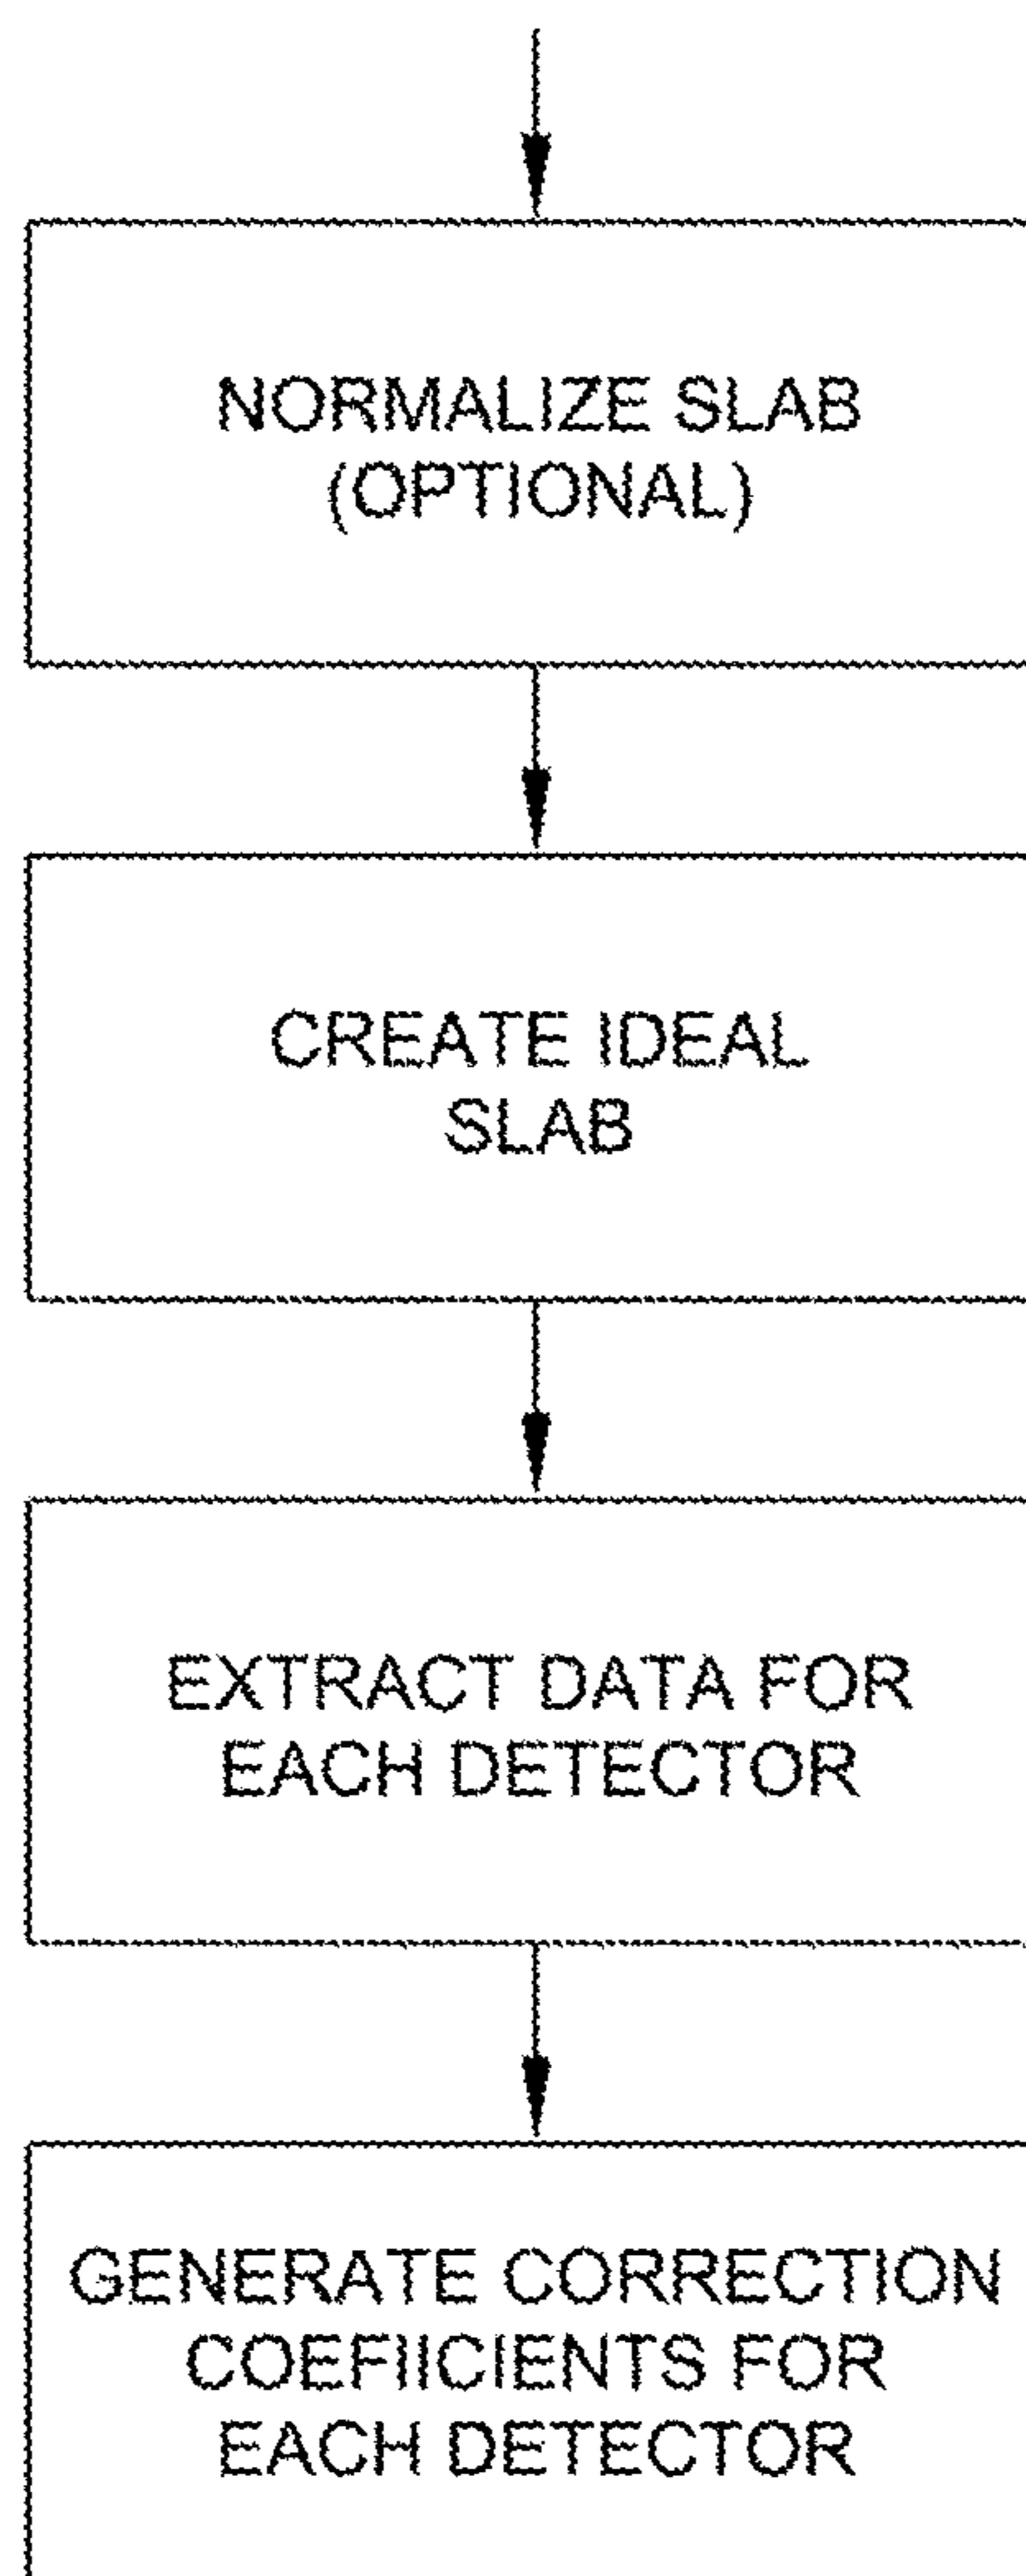 NORMALIZE SLAB
(OPTIONAL)
CREATE IDEAL
SLAB
EXTRACT DATA FOR
EACH DETECTOR
GENERATE CORRECTION
COEFIICIENTS FOR
EACH DETECTOR